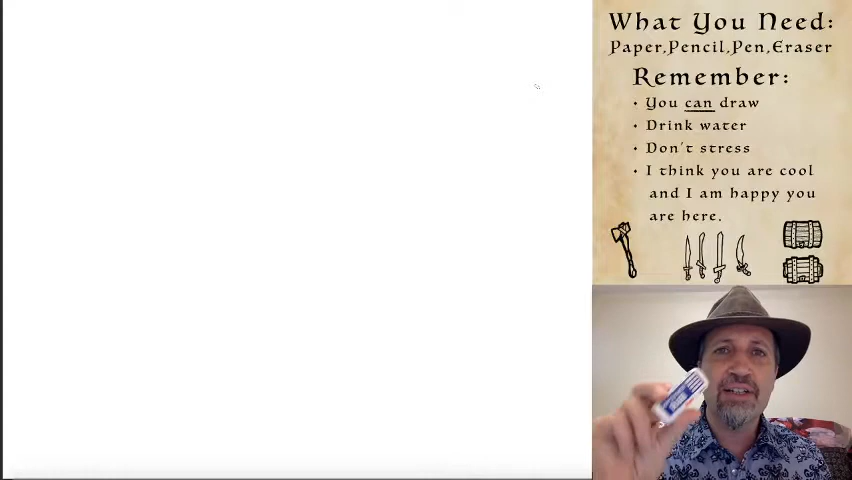 What You Need:
Paper,Pencil,Pen,Eraser
Remember:
• You can draw
• Drink water
• Don't stress
• I think you are cool
and I am happy you
are here.